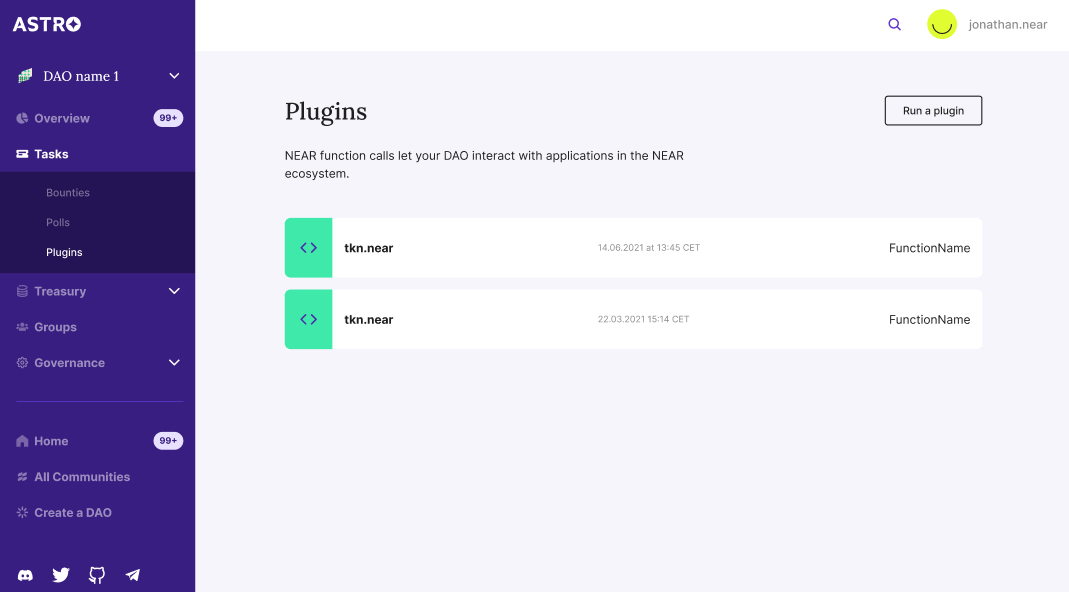 ASTRO
DAO name 1
Overview 99+
Tasks
Bounties
Polls
Plugins
Treasury
Groups
Governance
Home 99+
All Communities
Create a DAO
jonathan.near
Plugins
Run a plugin
NEAR function calls let your DAO interact with applications in the NEAR
ecosystem.
tkn.near 14.06.2021 at 13:45 CET FunctionName
tkn.near 22.03.2021 15:14 CET FunctionName